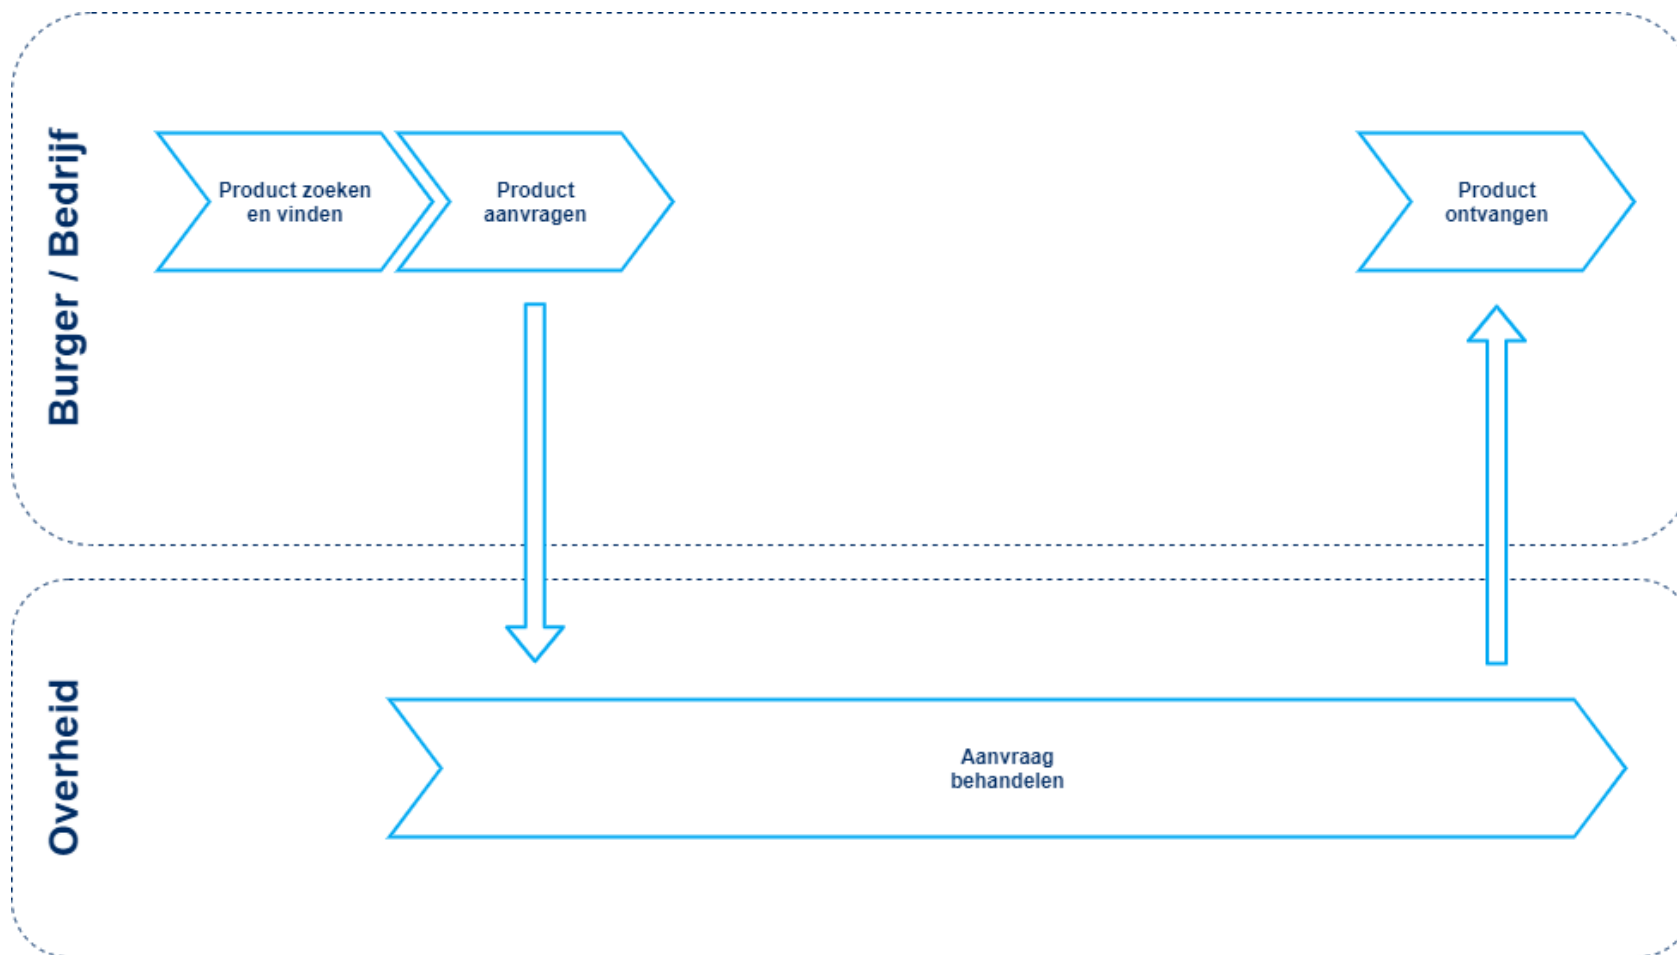 Burger / Bedrijf
Product zoeken
en vinden
Product
aanvragen
Product
ontvangen
Overheid
Aanvraag
behandelen